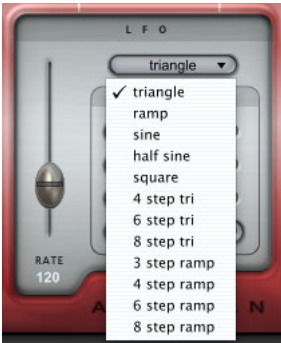 L F O
triangle
✓ triangle
ramp
sine
half sine
square
4 step tri
6 step tri
8 step tri
3 step ramp
4 step ramp
6 step ramp
8 step ramp
RATE
120
A
N